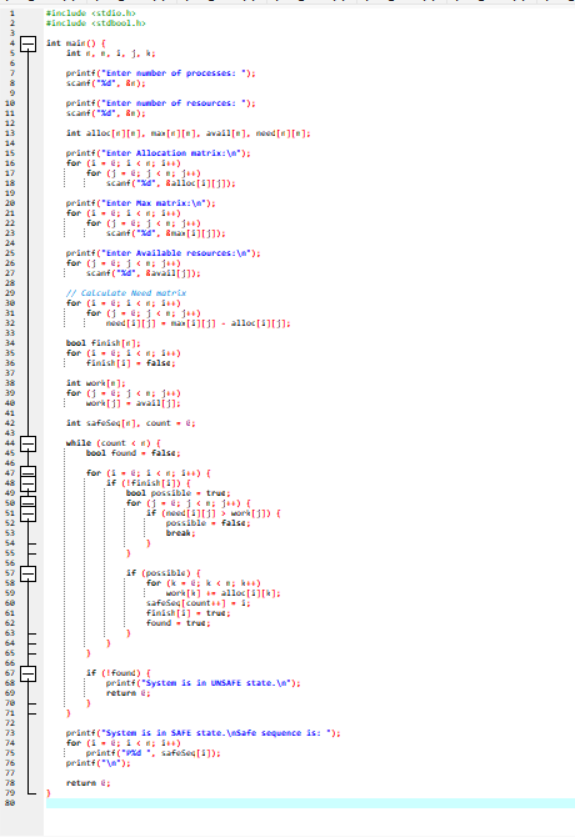 1 #include <stdio.h>
2 #include <stdbool.h>
3
4 int main() {
5 int n, m, i, j, k;
6
7 printf("Enter number of processes: ");
8 scanf("%d", &n);
9
10 printf("Enter number of resources: ");
11 scanf("%d", &m);
12
13 int alloc[n][m], max[n][m], avail[m], need[n][m];
14
15 printf("Enter Allocation matrix:\n");
16 for (i = 0; i < n; i++)
17 for (j = 0; j < m; j++)
18 scanf("%d", &alloc[i][j]);
19
20 printf("Enter Max matrix:\n");
21 for (i = 0; i < n; i++)
22 for (j = 0; j < m; j++)
23 scanf("%d", &max[i][j]);
24
25 printf("Enter Available resources:\n");
26 for (j = 0; j < m; j++)
27 scanf("%d", &avail[j]);
28
29 // Calculate Need matrix
30 for (i = 0; i < n; i++)
31 for (j = 0; j < m; j++)
32 need[i][j] = max[i][j] - alloc[i][j];
33
34 bool finish[n];
35 for (i = 0; i < n; i++)
36 finish[i] = false;
37
38 int work[m];
39 for (j = 0; j < m; j++)
40 work[j] = avail[j];
41
42 int safeSeq[n], count = 0;
43
44 while (count < n) {
45 bool found = false;
46
47 for (i = 0; i < n; i++) {
48 if (!finish[i]) {
49 bool possible = true;
50 for (j = 0; j < m; j++) {
51 if (need[i][j] > work[j]) {
52 possible = false;
53 break;
54 }
55 }
56
57 if (possible) {
58 for (k = 0; k < m; k++)
59 work[k] += alloc[i][k];
60 safeSeq[count++] = i;
61 finish[i] = true;
62 found = true;
63 }
64 }
65 }
66
67 if (!found) {
68 printf("System is in UNSAFE state.\n");
69 return 0;
70 }
71 }
72
73 printf("System is in SAFE state.\nSafe sequence is: ");
74 for (i = 0; i < n; i++)
75 printf("P%d ", safeSeq[i]);
76 printf("\n");
77
78 return 0;
79 }
80